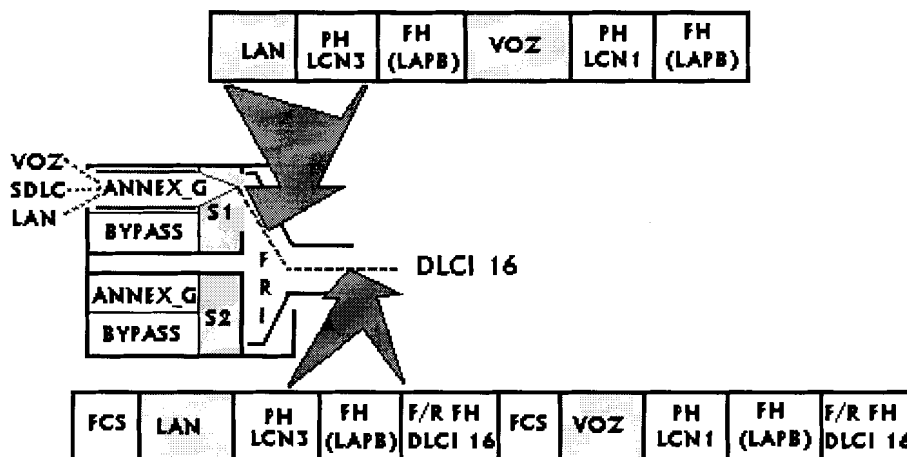 LAN PH LCN3 FH (LAPB) VOZ PH LCN1 FH (LAPB)
VOZ
SDLC
LAN
ANNEX_G
BYPASS
S1
ANNEX_G
BYPASS
S2
F
R
I
DLCI 16
FCS LAN PH LCN3 FH (LAPB) F/R FH DLCI 16 FCS VOZ PH LCN1 FH (LAPB) F/R FH DLCI 16